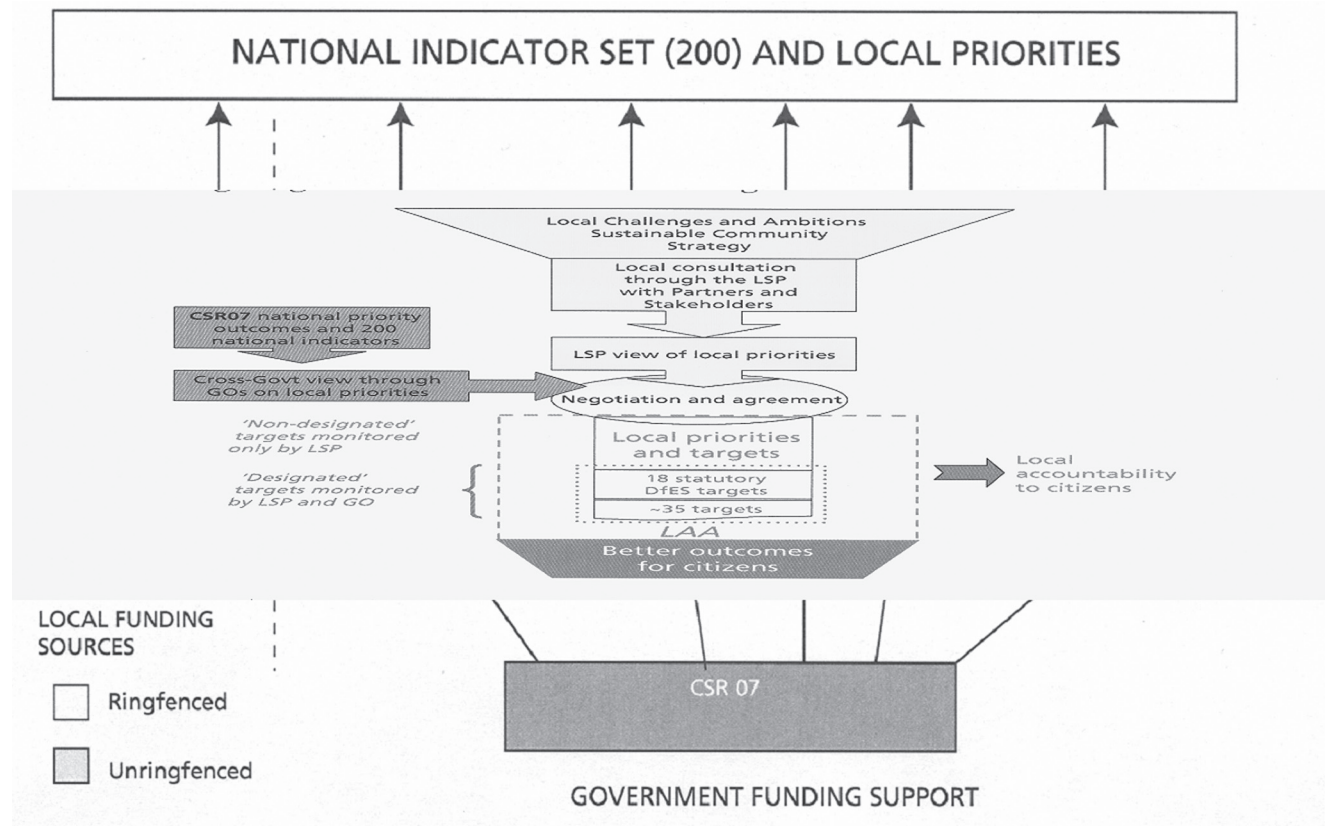 NATIONAL INDICATOR SET (200) AND LOCAL PRIORITIES
Local Challenges and Ambitions
Sustainable Community
Strategy
Local consultation
through the LSP
with Partners and
Stakeholders
CSR07 national priority
outcomes and 200
national indicators
LSP view of local priorities
Cross-Govt view through
GOs on local priorities
Negotiation and agreement
‘Non-designated’
targets monitored
only by LSP
Local priorities
and targets
‘Designated’
targets monitored
by LSP and GO
18 statutory
DfES targets
~35 targets
LAA
Local
accountability
to citizens
Better outcomes
for citizens
LOCAL FUNDING
SOURCES
Ringfenced
Unringfenced
CSR 07
GOVERNMENT FUNDING SUPPORT